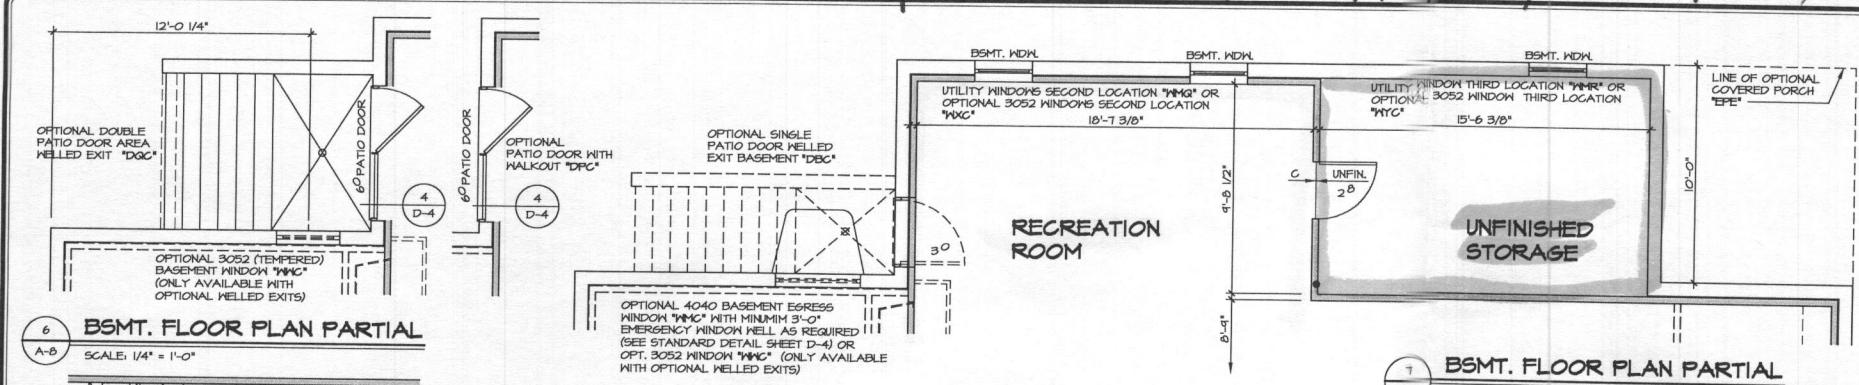 12'-0 1/4"
OPTIONAL DOUBLE
PATIO DOOR AREA
WELLED EXIT "DQC"
6⁰ PATIO DOOR
4
D-4
OPTIONAL 3052 (TEMPERED)
BASEMENT WINDOW "WWC"
(ONLY AVAILABLE WITH
OPTIONAL WELLED EXITS)
6
A-8
BSMT. FLOOR PLAN PARTIAL
SCALE: 1/4" = 1'-0"
6⁰ PATIO DOOR
OPTIONAL
PATIO DOOR WITH
WALKOUT "DPC"
4
D-4
OPTIONAL SINGLE
PATIO DOOR WELLED
EXIT BASEMENT "DBC"
3⁰
OPTIONAL 4040 BASEMENT EGRESS
WINDOW "WMC" WITH MINUMIM 3'-0"
EMERGENCY WINDOW WELL AS REQUIRED
(SEE STANDARD DETAIL SHEET D-4) OR
OPT. 3052 WINDOW "WWC" (ONLY AVAILABLE
WITH OPTIONAL WELLED EXITS)
BSMT. WDW.
BSMT. WDW.
BSMT. WDW.
UTILITY WINDOWS SECOND LOCATION "WMQ" OR
OPTIONAL 3052 WINDOWS SECOND LOCATION
"WXC"
18'-7 3/8"
9'-8 1/2"
8'-9"
RECREATION
ROOM
UTILITY WINDOW THIRD LOCATION "WMR" OR
OPTIONAL 3052 WINDOW THIRD LOCATION
"WYC"
15'-6 3/8"
C
UNFIN.
2⁸
UNFINISHED
STORAGE
10'-0"
LINE OF OPTIONAL
COVERED PORCH
"EPE"
7
BSMT. FLOOR PLAN PARTIAL